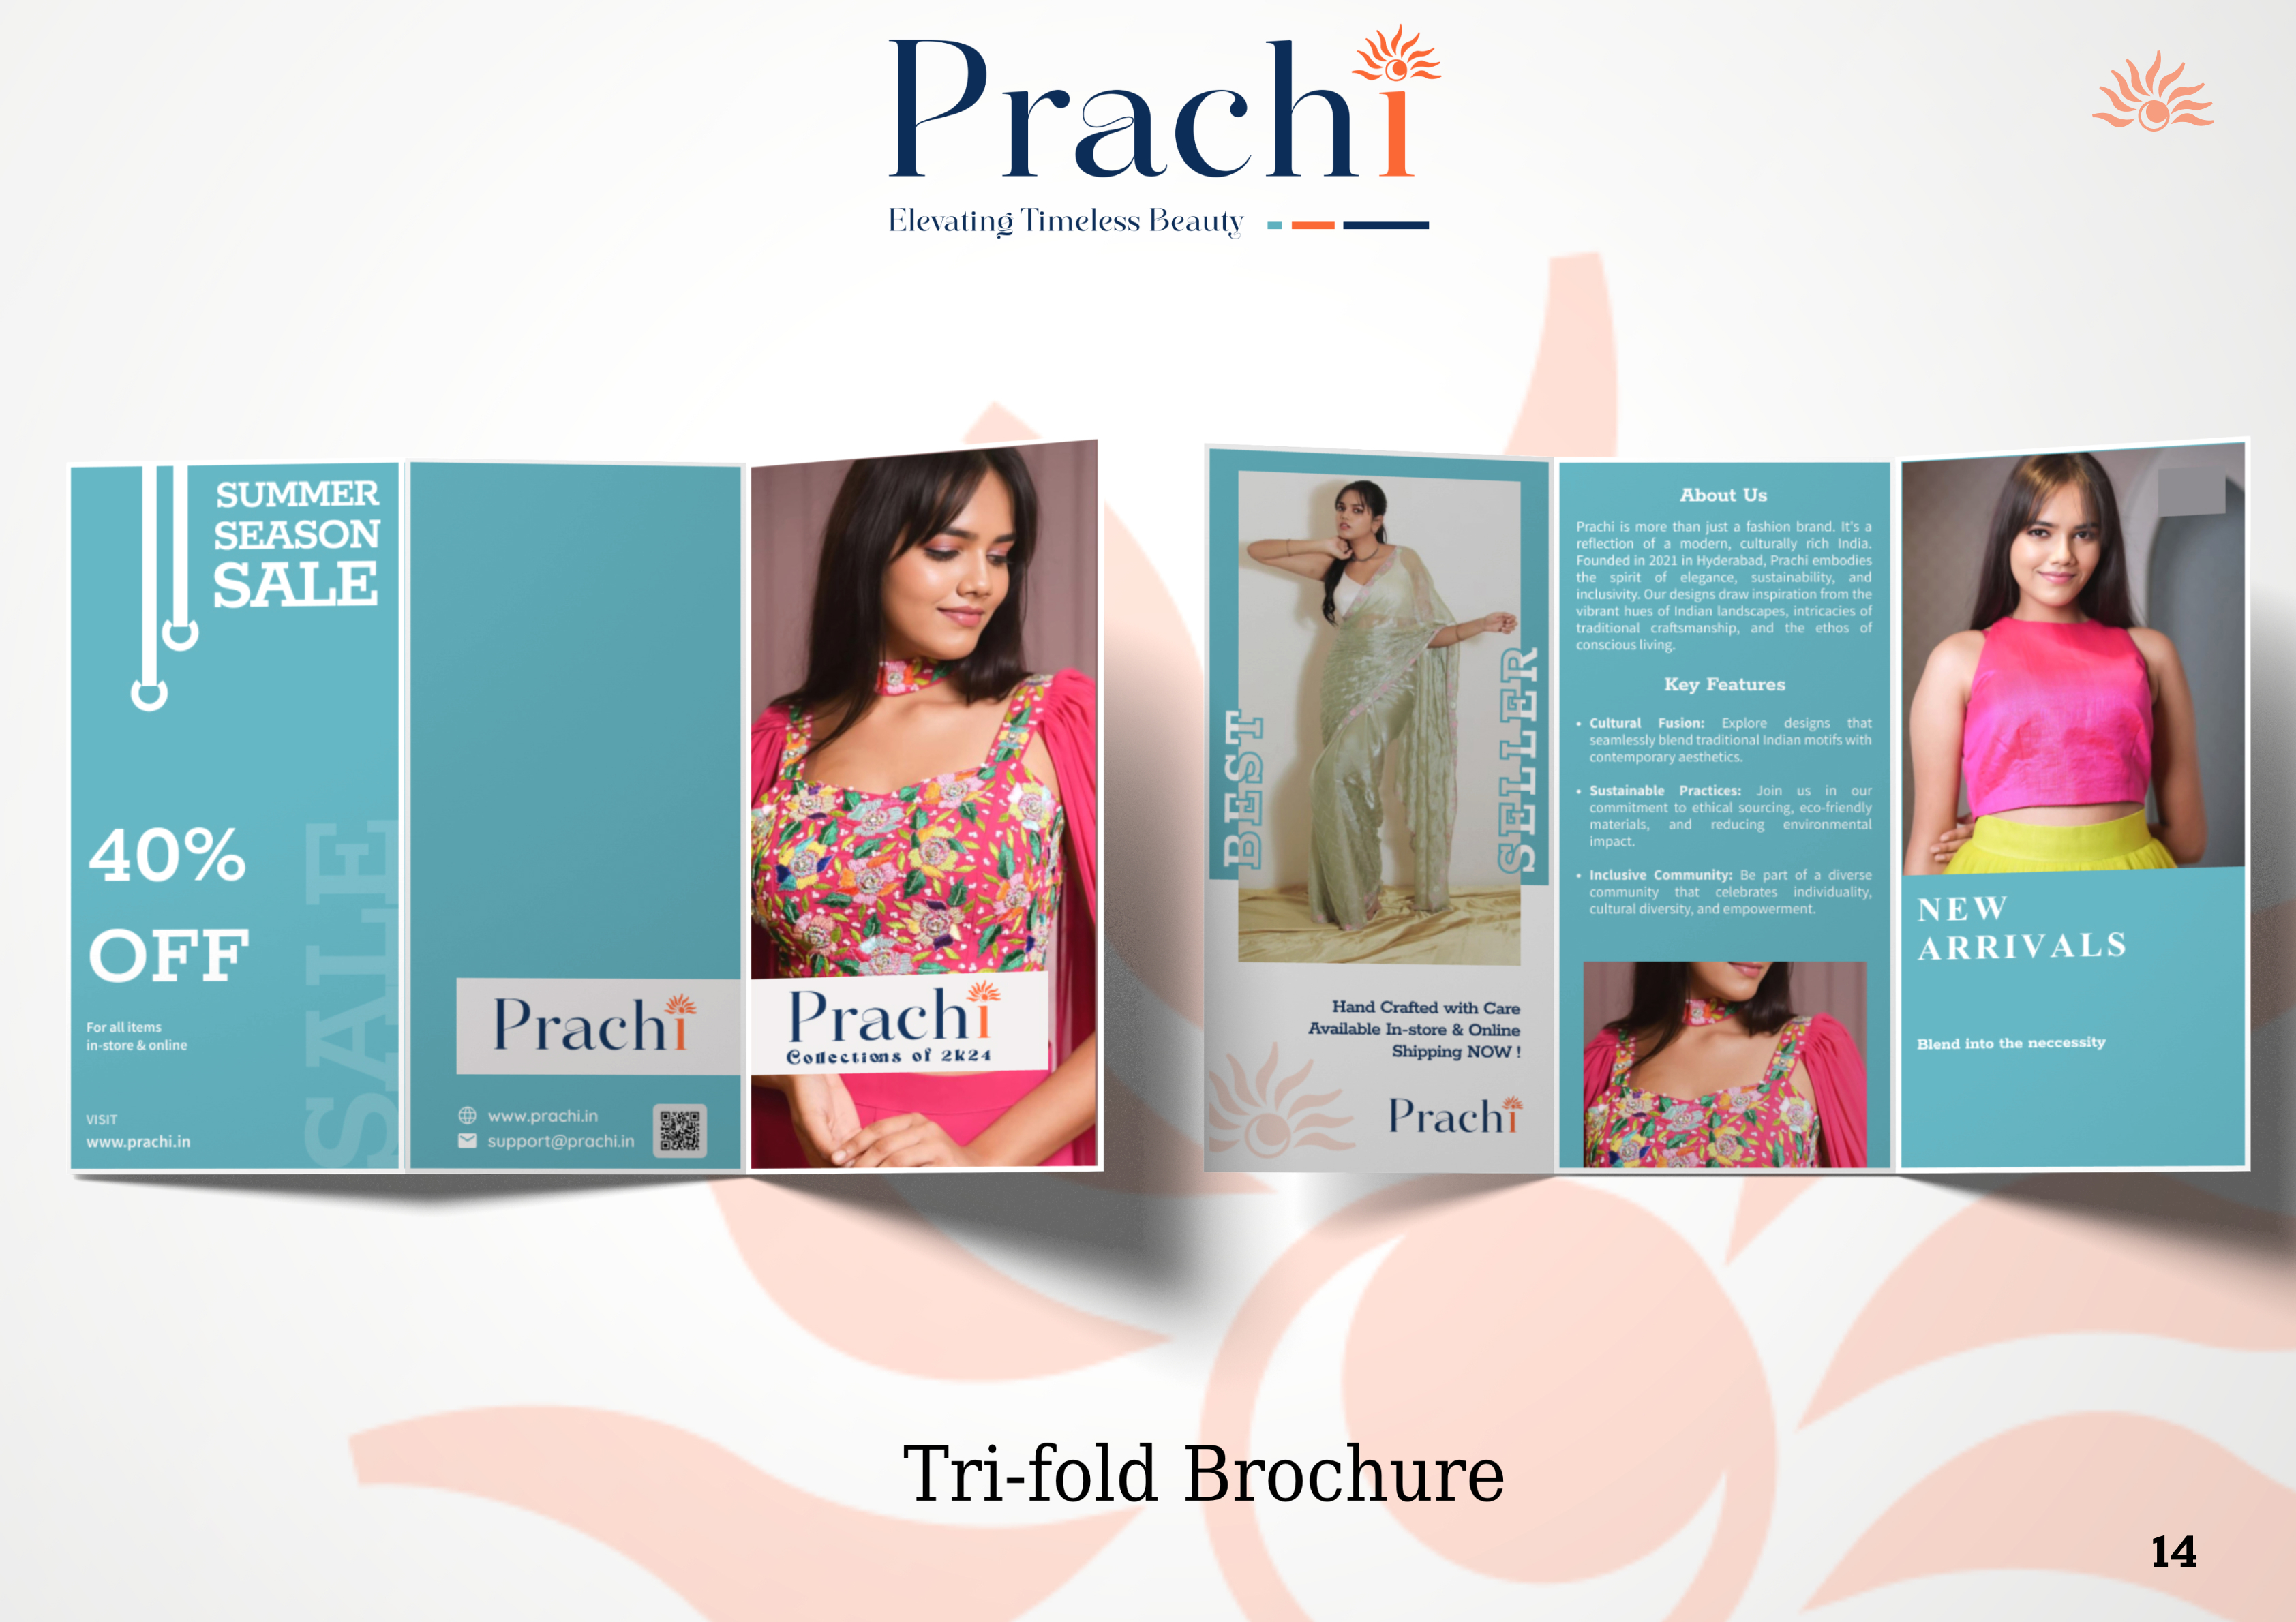 Prachi
Elevating Timeless Beauty
SUMMER
SEASON
SALE
40%
OFF
For all items
in-store & online
VISIT
www.prachi.in
SALE
Prachi
www.prachi.in
support@prachi.in
Prachi
Collections of 2k24
BEST
SELLER
Hand Crafted with Care
Available In-store & Online
Shipping NOW !
Prachi
About Us
Prachi is more than just a fashion brand. It's a
reflection of a modern, culturally rich India.
Founded in 2021 in Hyderabad, Prachi embodies
the spirit of elegance, sustainability, and
inclusivity. Our designs draw inspiration from the
vibrant hues of Indian landscapes, intricacies of
traditional craftsmanship, and the ethos of
conscious living.
Key Features
• Cultural Fusion: Explore designs that
seamlessly blend traditional Indian motifs with
contemporary aesthetics.
• Sustainable Practices: Join us in our
commitment to ethical sourcing, eco-friendly
materials, and reducing environmental
impact.
• Inclusive Community: Be part of a diverse
community that celebrates individuality,
cultural diversity, and empowerment.
NEW
ARRIVALS
Blend into the neccessity
Tri-fold Brochure
14